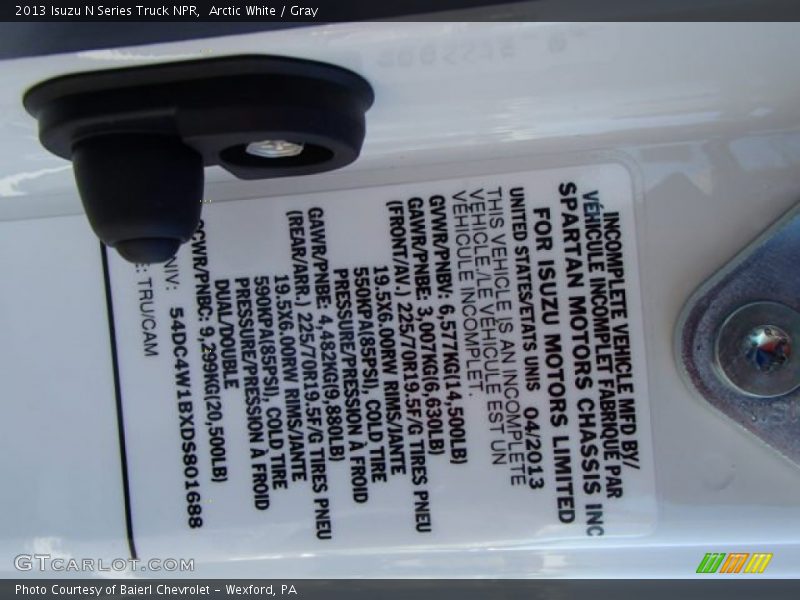 2013 Isuzu N Series Truck NPR, Arctic White / Gray
INCOMPLETE VEHICLE MFD BY/
VÉHICULE INCOMPLET FABRIQUÉ PAR
SPARTAN MOTORS CHASSIS INC
FOR ISUZU MOTORS LIMITED
UNITED STATES/ETATS UNIS 04/2013
THIS VEHICLE IS AN INCOMPLETE
VEHICLE./LE VÉHICULE EST UN
VÉHICULE INCOMPLET.
GVWR/PNBV: 6,577KG(14,500LB)
GAWR/PNBE: 3,007KG(6,630LB)
(FRONT/AV.) 225/70R19.5F/G TIRES PNEU
19.5X6.00RW RIMS/JANTE
550KPA(85PSI), COLD TIRE
PRESSURE/PRESSION À FROID
GAWR/PNBE: 4,482KG(9,880LB)
(REAR/ARR.) 225/70R19.5F/G TIRES PNEU
19.5X6.00RW RIMS/JANTE
590KPA(85PSI), COLD TIRE
PRESSURE/PRESSION À FROID
DUAL/DOUBLE
GCWR/PNBC: 9,299KG(20,500LB)
NIV: 54DC4W1BXDS801688
: TRU/CAM
GTCARLOT.COM
Photo Courtesy of Baierl Chevrolet - Wexford, PA